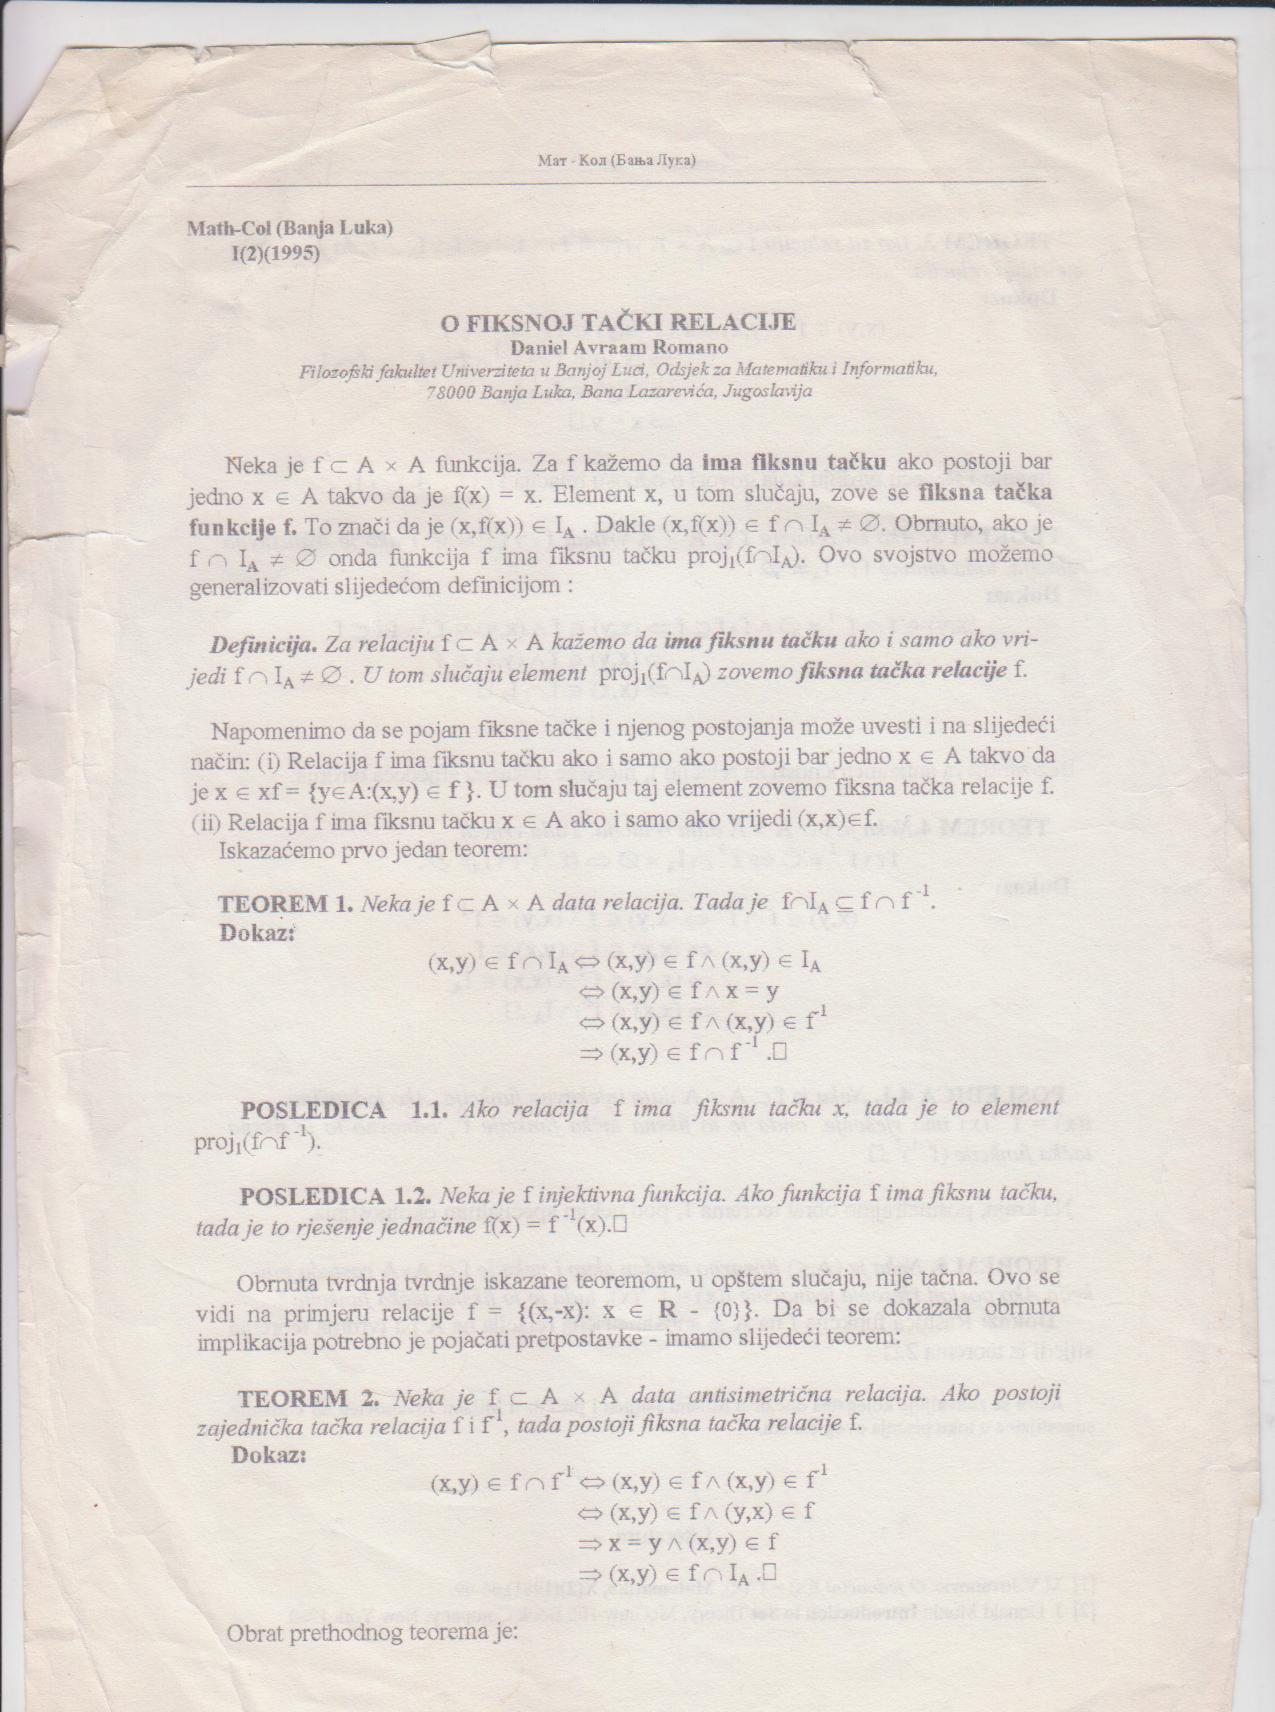 Мат - Кол (Бања Лука)
Math-Col (Banja Luka)
I(2)(1995)
O FIKSNOJ TAČKI RELACIJE
Daniel Avraam Romano
Filozofski fakultet Univerziteta u Banjoj Luci, Odsjek za Matematiku i Informatiku,
78000 Banja Luka, Bana Lazarevića, Jugoslavija
Neka je f ⊂ A × A funkcija. Za f kažemo da ima fiksnu tačku ako postoji bar
jedno x ∈ A takvo da je f(x) = x. Element x, u tom slučaju, zove se fiksna tačka
funkcije f. To znači da je (x,f(x)) ∈ I_A . Dakle (x,f(x)) ∈ f ∩ I_A ≠ ∅. Obrnuto, ako je
f ∩ I_A ≠ ∅ onda funkcija f ima fiksnu tačku proj₁(f∩I_A). Ovo svojstvo možemo
generalizovati slijedećom definicijom :
Definicija. Za relaciju f ⊂ A × A kažemo da ima fiksnu tačku ako i samo ako vri-
jedi f ∩ I_A ≠ ∅ . U tom slučaju element proj₁(f∩I_A) zovemo fiksna tačka relacije f.
Napomenimo da se pojam fiksne tačke i njenog postojanja može uvesti i na slijedeći
način: (i) Relacija f ima fiksnu tačku ako i samo ako postoji bar jedno x ∈ A takvo da
je x ∈ xf = {y∈A:(x,y) ∈ f }. U tom slučaju taj element zovemo fiksna tačka relacije f.
(ii) Relacija f ima fiksnu tačku x ∈ A ako i samo ako vrijedi (x,x)∈f.
Iskazaćemo prvo jedan teorem:
TEOREM 1. Neka je f ⊂ A × A data relacija. Tada je f∩I_A ⊆ f ∩ f⁻¹.
Dokaz:
(x,y) ∈ f ∩ I_A ⇔ (x,y) ∈ f ∧ (x,y) ∈ I_A
⇔ (x,y) ∈ f ∧ x = y
⇔ (x,y) ∈ f ∧ (x,y) ∈ f⁻¹
⇒ (x,y) ∈ f ∩ f⁻¹ .□
POSLEDICA 1.1. Ako relacija f ima fiksnu tačku x, tada je to element
proj₁(f∩f⁻¹).
POSLEDICA 1.2. Neka je f injektivna funkcija. Ako funkcija f ima fiksnu tačku,
tada je to rješenje jednačine f(x) = f⁻¹(x).□
Obrnuta tvrdnja tvrdnje iskazane teoremom, u opštem slučaju, nije tačna. Ovo se
vidi na primjeru relacije f = {(x,-x): x ∈ R - {0}}. Da bi se dokazala obrnuta
implikacija potrebno je pojačati pretpostavke - imamo slijedeći teorem:
TEOREM 2. Neka je f ⊂ A × A data antisimetrična relacija. Ako postoji
zajednička tačka relacija f i f⁻¹, tada postoji fiksna tačka relacije f.
Dokaz:
(x,y) ∈ f ∩ f⁻¹ ⇔ (x,y) ∈ f ∧ (x,y) ∈ f⁻¹
⇔ (x,y) ∈ f ∧ (y,x) ∈ f
⇒ x = y ∧ (x,y) ∈ f
⇒ (x,y) ∈ f ∩ I_A .□
Obrat prethodnog teorema je: